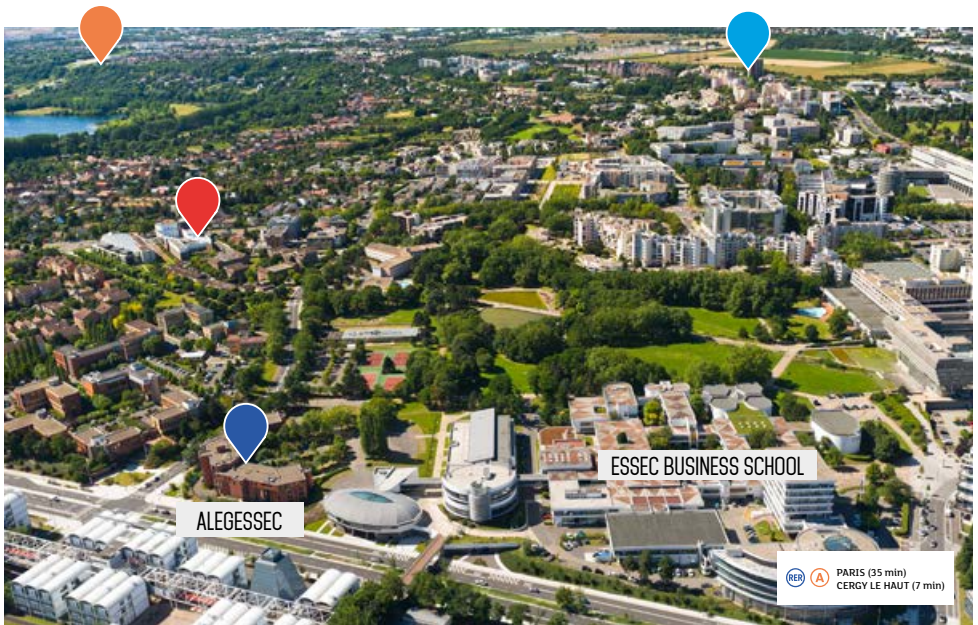 ESSEC BUSINESS SCHOOL
ALEGESSEC
RER A PARIS (35 min)
CERGY LE HAUT (7 min)